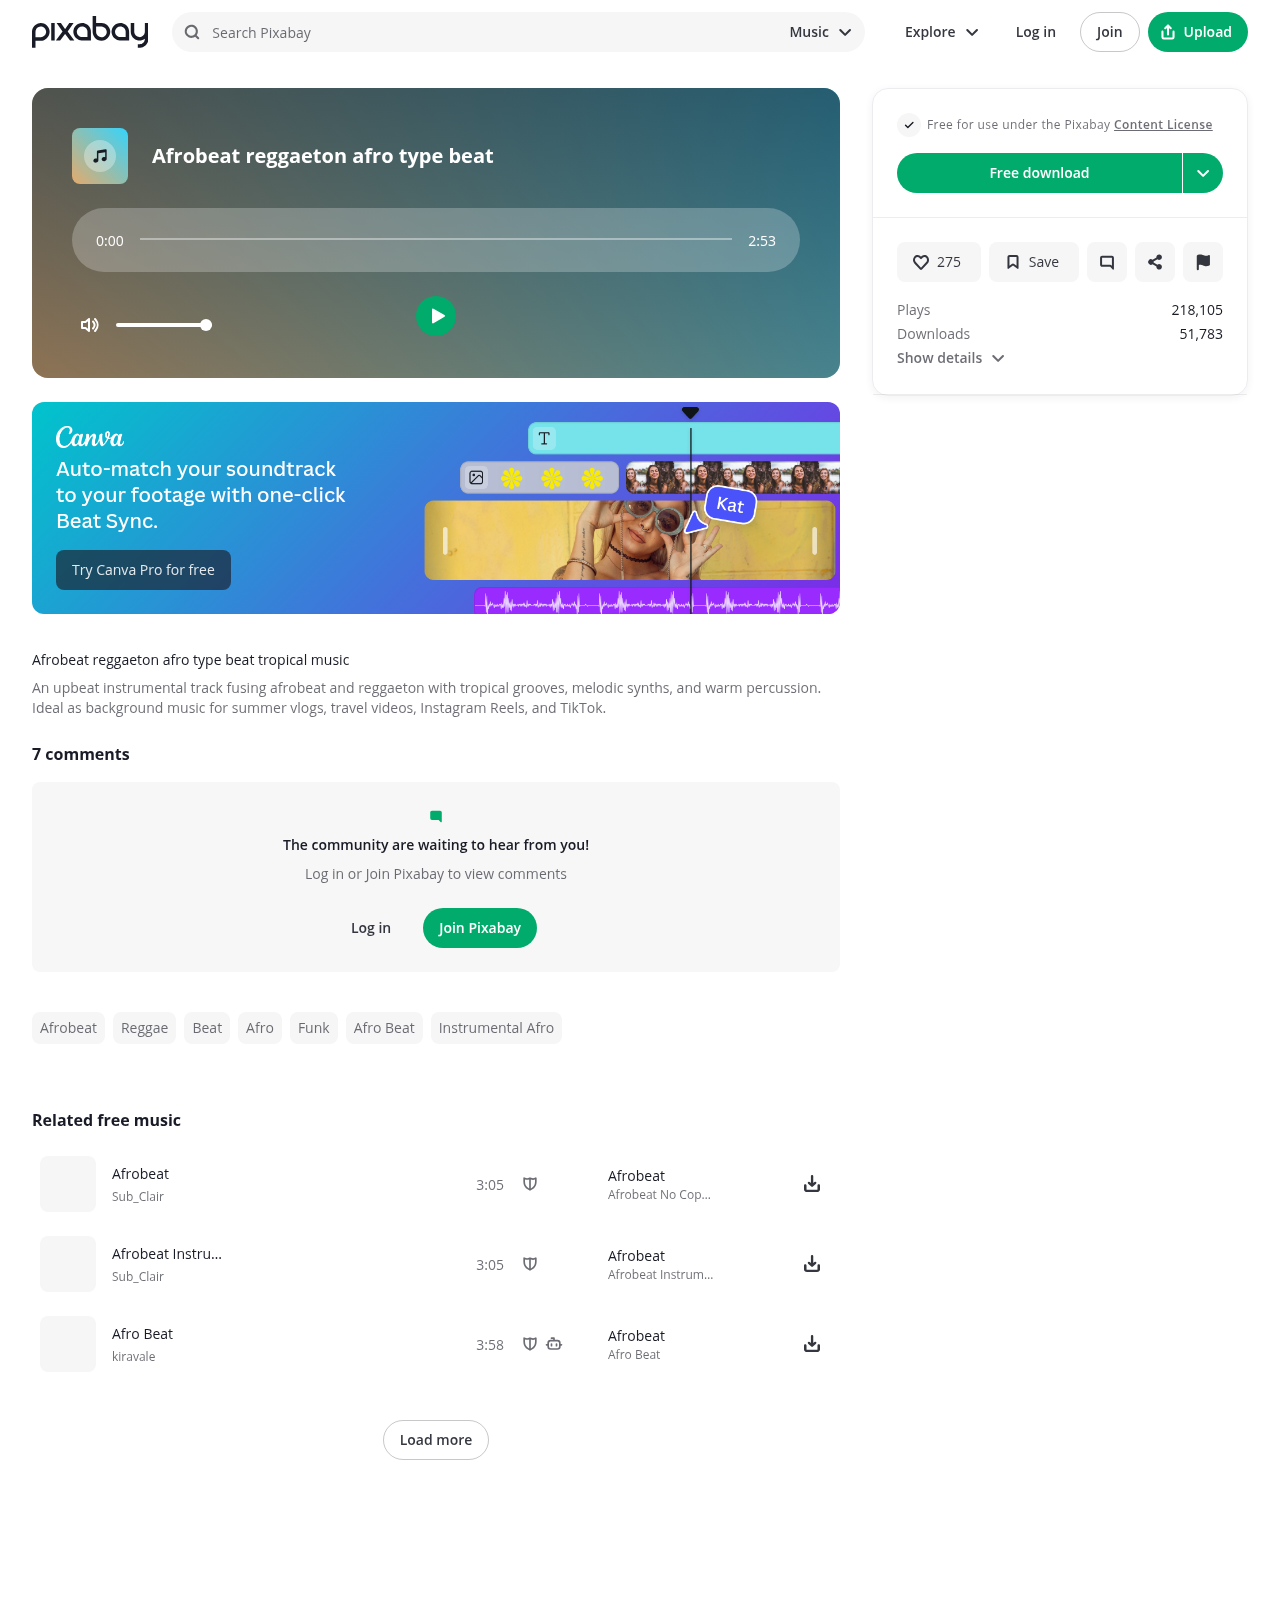 pixabay
Search Pixabay
Music
Explore
Log in
Join
Upload
Afrobeat reggaeton afro type beat
0:00
2:53
Free for use under the Pixabay Content License
Free download
275
Save
Plays
218,105
Downloads
51,783
Show details
Canva
Auto-match your soundtrack
to your footage with one-click
Beat Sync.
Try Canva Pro for free
T
Kat
Afrobeat reggaeton afro type beat tropical music
An upbeat instrumental track fusing afrobeat and reggaeton with tropical grooves, melodic synths, and warm percussion.
Ideal as background music for summer vlogs, travel videos, Instagram Reels, and TikTok.
7 comments
The community are waiting to hear from you!
Log in or Join Pixabay to view comments
Log in
Join Pixabay
Afrobeat
Reggae
Beat
Afro
Funk
Afro Beat
Instrumental Afro
Related free music
Afrobeat
Sub_Clair
3:05
Afrobeat
Afrobeat No Cop...
Afrobeat Instru...
Sub_Clair
3:05
Afrobeat
Afrobeat Instrum...
Afro Beat
kiravale
3:58
Afrobeat
Afro Beat
Load more